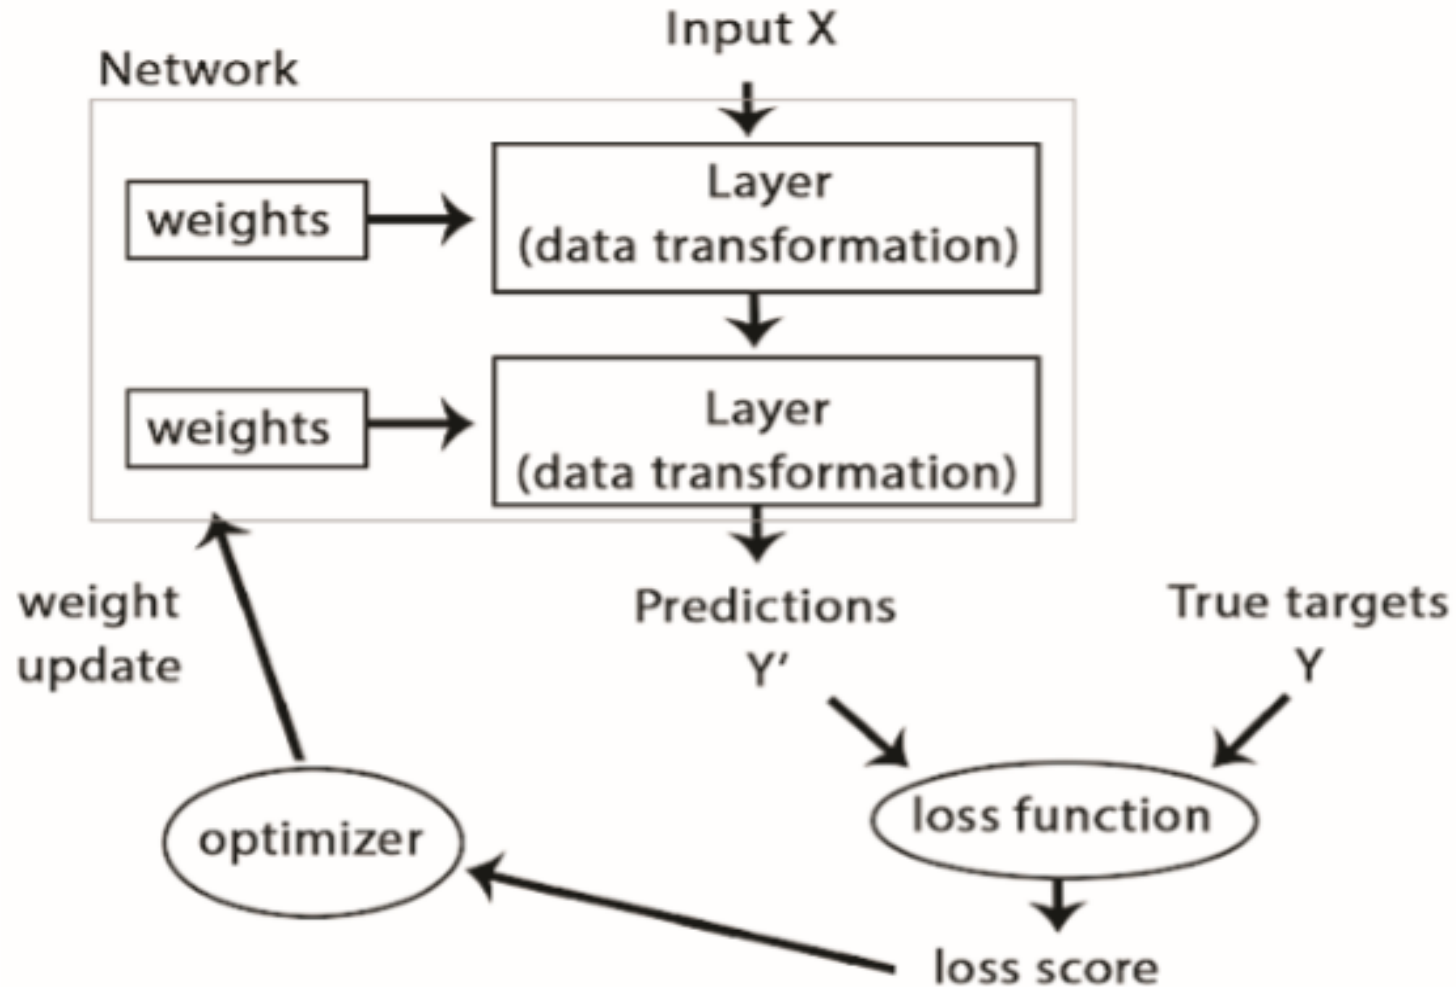 Input X
Network
weights
Layer
(data transformation)
weights
Layer
(data transformation)
weight
update
Predictions
Y'
True targets
Y
optimizer
loss function
loss score